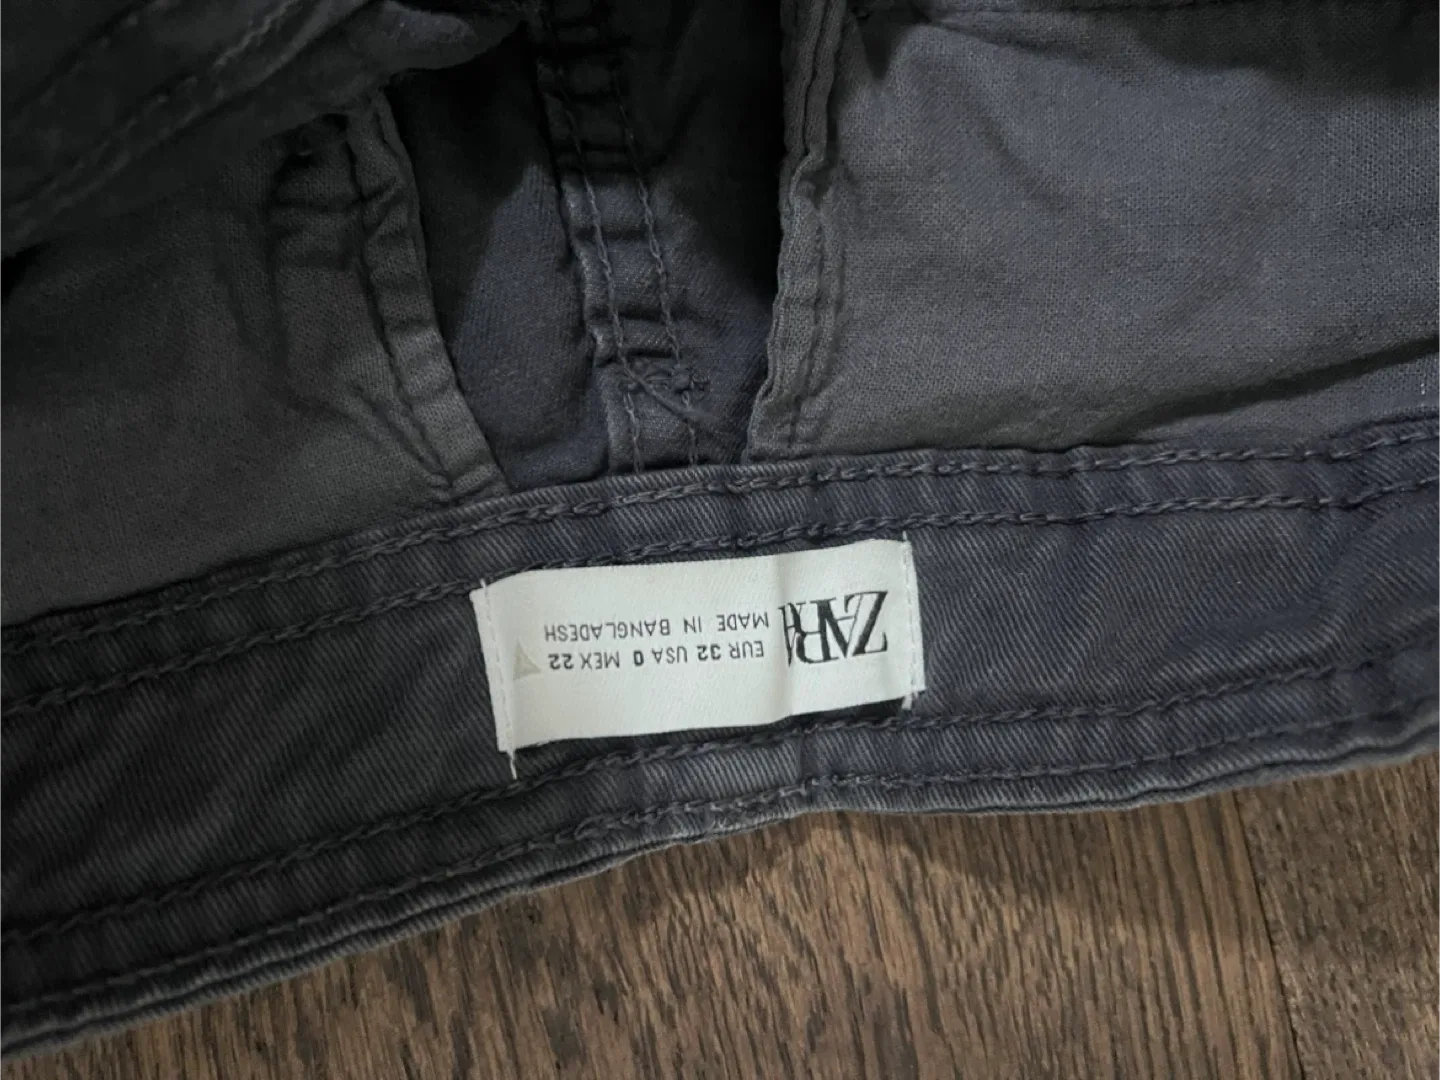 ZARA
EUR 32 USA 0 MEX 22
MADE IN BANGLADESH